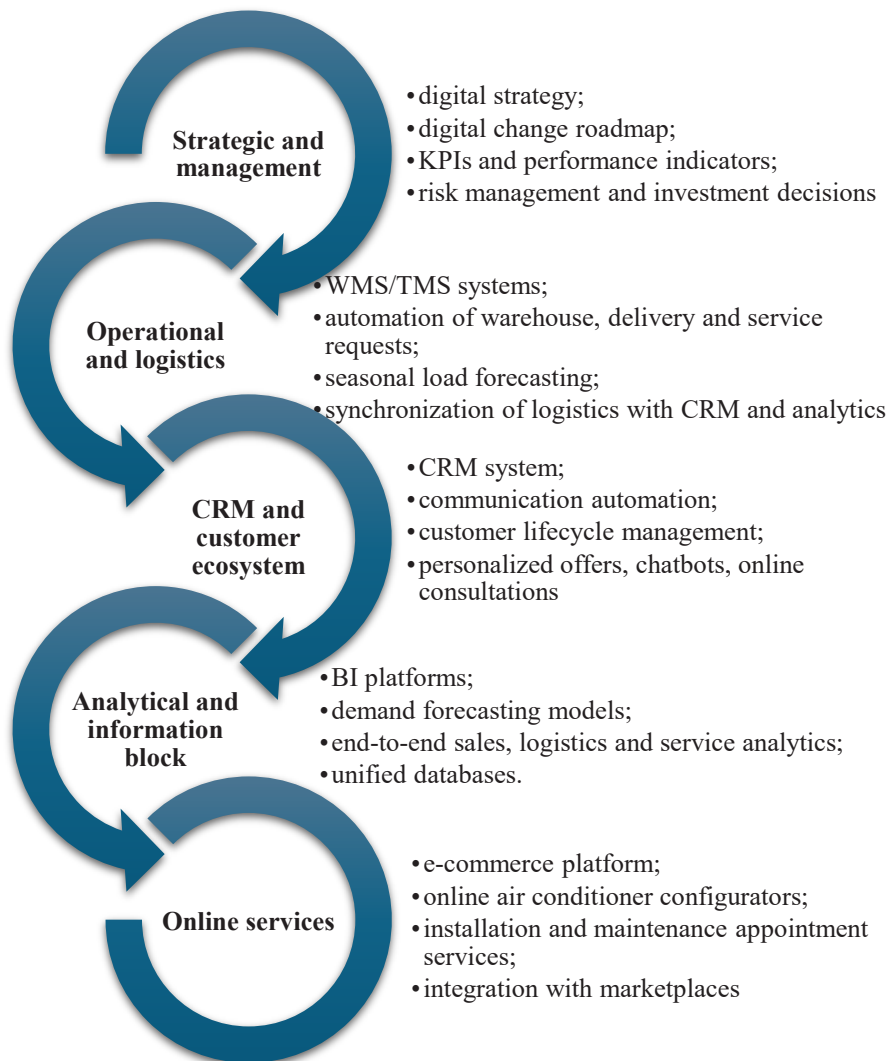 Strategic and
management
•digital strategy;
•digital change roadmap;
•KPIs and performance indicators;
•risk management and investment decisions
Operational
and logistics
•WMS/TMS systems;
•automation of warehouse, delivery and service
requests;
•seasonal load forecasting;
•synchronization of logistics with CRM and analytics
CRM and
customer
ecosystem
•CRM system;
•communication automation;
•customer lifecycle management;
•personalized offers, chatbots, online
consultations
Analytical and
information
block
•BI platforms;
•demand forecasting models;
•end-to-end sales, logistics and service analytics;
•unified databases.
Online services
•e-commerce platform;
•online air conditioner configurators;
•installation and maintenance appointment
services;
•integration with marketplaces